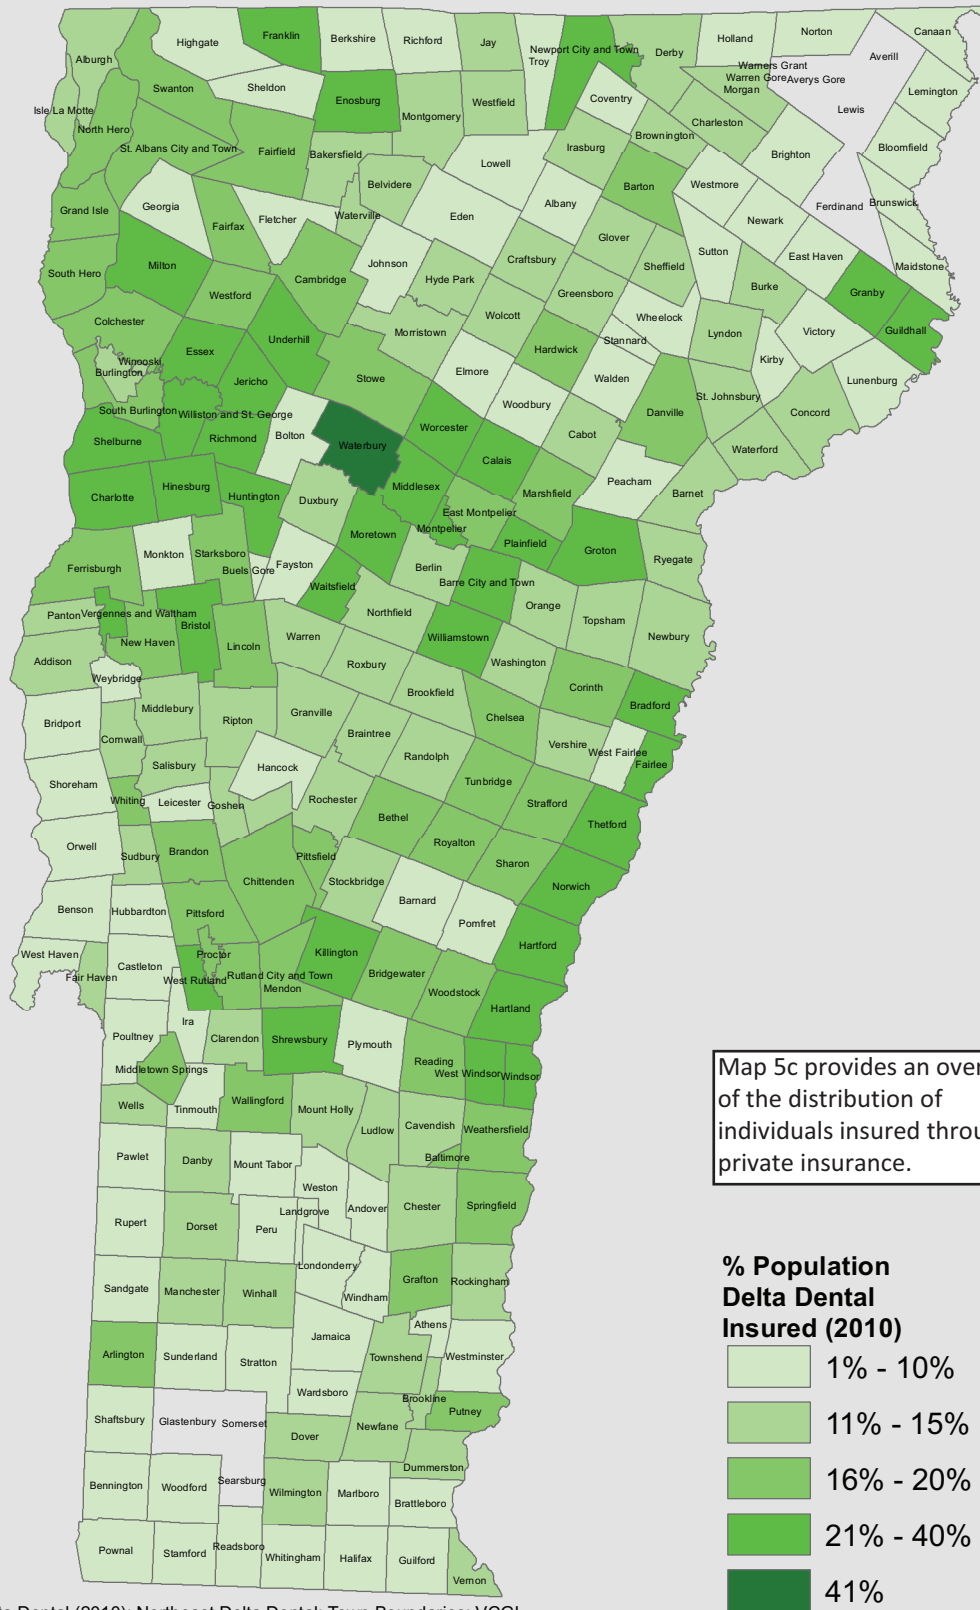 Highgate
Franklin
Berkshire
Richford
Jay
Newport City and Town
Troy
Derby
Holland
Norton
Canaan
Averill
Alburgh
Swanton
Sheldon
Enosburg
Montgomery
Westfield
Coventry
Warners Grant
Warren Gore
Averys Gore
Morgan
Lewis
Lemington
Isle La Motte
North Hero
St. Albans City and Town
Fairfield
Bakersfield
Lowell
Irasburg
Brownington
Charleston
Brighton
Bloomfield
Belvidere
Barton
Westmore
Ferdinand
Brunswick
Grand Isle
Georgia
Fairfax
Fletcher
Waterville
Eden
Albany
Glover
Newark
Sutton
East Haven
Maidstone
South Hero
Milton
Westford
Cambridge
Johnson
Hyde Park
Craftsbury
Sheffield
Burke
Granby
Greensboro
Colchester
Wolcott
Wheelock
Lyndon
Victory
Guildhall
Morristown
Underhill
Essex
Winooski
Burlington
Stannard
Hardwick
Kirby
Elmore
Stowe
Jericho
Walden
Lunenburg
Woodbury
St. Johnsbury
Concord
South Burlington
Williston and St. George
Danville
Shelburne
Richmond
Bolton
Waterbury
Worcester
Cabot
Waterford
Calais
Peacham
Charlotte
Hinesburg
Huntington
Duxbury
Middlesex
Marshfield
Barnet
East Montpelier
Montpelier
Moretown
Plainfield
Groton
Ryegate
Ferrisburgh
Monkton
Starksboro
Buels Gore
Fayston
Berlin
Waitsfield
Barre City and Town
Orange
Topsham
Panton
Vergennes and Waltham
Bristol
Northfield
New Haven
Lincoln
Warren
Williamstown
Newbury
Addison
Roxbury
Washington
Weybridge
Brookfield
Corinth
Bradford
Bridport
Middlebury
Ripton
Granville
Chelsea
Cornwall
Braintree
Vershire
West Fairlee
Fairlee
Randolph
Salisbury
Hancock
Tunbridge
Shoreham
Whiting
Leicester
Goshen
Rochester
Strafford
Bethel
Thetford
Orwell
Sudbury
Brandon
Pittsfield
Royalton
Sharon
Chittenden
Stockbridge
Norwich
Barnard
Benson
Hubbardton
Pittsford
Pomfret
Hartford
West Haven
Castleton
Proctor
Killington
Fair Haven
West Rutland
Rutland City and Town
Mendon
Bridgewater
Woodstock
Hartland
Ira
Poultney
Clarendon
Shrewsbury
Plymouth
Reading
West Windsor
Windsor
Middletown Springs
Wells
Tinmouth
Wallingford
Mount Holly
Ludlow
Cavendish
Weathersfield
Baltimore
Pawlet
Danby
Mount Tabor
Weston
Andover
Chester
Springfield
Landgrove
Rupert
Dorset
Peru
Londonderry
Grafton
Rockingham
Sandgate
Manchester
Winhall
Windham
Athens
Jamaica
Arlington
Sunderland
Stratton
Townshend
Westminster
Wardsboro
Brookline
Putney
Shaftsbury
Glastenbury
Somerset
Dover
Newfane
Dummerston
Searsburg
Bennington
Woodford
Wilmington
Marlboro
Brattleboro
Pownal
Stamford
Readsboro
Whitingham
Halifax
Guilford
Vernon
Map 5c provides an over
of the distribution of
individuals insured throu
private insurance.
% Population
Delta Dental
Insured (2010)
1% - 10%
11% - 15%
16% - 20%
21% - 40%
41%